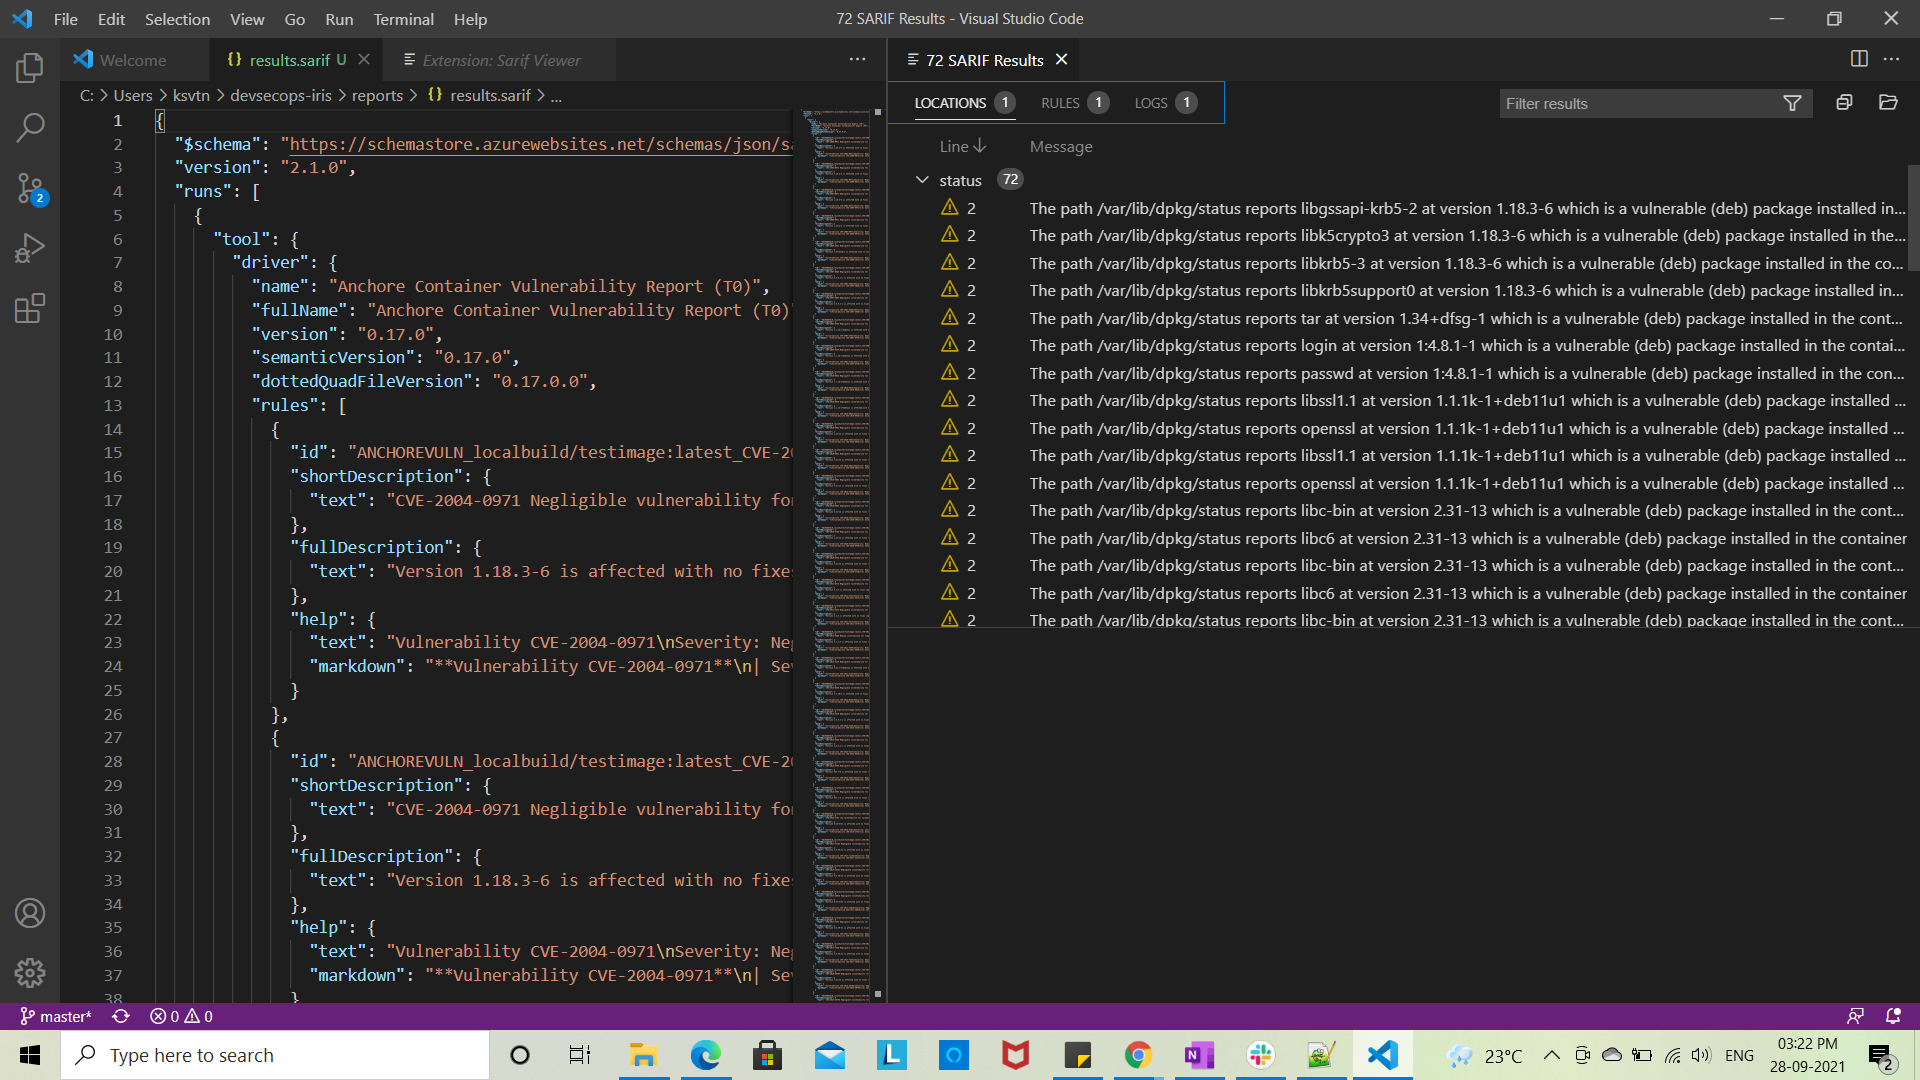 File Edit Selection View Go Run Terminal Help
72 SARIF Results - Visual Studio Code
Welcome
{} results.sarif U
Extension: Sarif Viewer
72 SARIF Results
C: > Users > ksvtn > devsecops-iris > reports > {} results.sarif > ...
1 {
2 "$schema": "https://schemastore.azurewebsites.net/schemas/json/sa
3 "version": "2.1.0",
4 "runs": [
5 {
6 "tool": {
7 "driver": {
8 "name": "Anchore Container Vulnerability Report (T0)",
9 "fullName": "Anchore Container Vulnerability Report (T0)"
10 "version": "0.17.0",
11 "semanticVersion": "0.17.0",
12 "dottedQuadFileVersion": "0.17.0.0",
13 "rules": [
14 {
15 "id": "ANCHOREVULN_localbuild/testimage:latest_CVE-20
16 "shortDescription": {
17 "text": "CVE-2004-0971 Negligible vulnerability for
18 },
19 "fullDescription": {
20 "text": "Version 1.18.3-6 is affected with no fixes
21 },
22 "help": {
23 "text": "Vulnerability CVE-2004-0971\nSeverity: Neg
24 "markdown": "**Vulnerability CVE-2004-0971**\n| Sev
25 }
26 },
27 {
28 "id": "ANCHOREVULN_localbuild/testimage:latest_CVE-20
29 "shortDescription": {
30 "text": "CVE-2004-0971 Negligible vulnerability for
31 },
32 "fullDescription": {
33 "text": "Version 1.18.3-6 is affected with no fixes
34 },
35 "help": {
36 "text": "Vulnerability CVE-2004-0971\nSeverity: Neg
37 "markdown": "**Vulnerability CVE-2004-0971**\n| Sev
38 }
LOCATIONS 1 RULES 1 LOGS 1
Filter results
Line Message
status 72
2 The path /var/lib/dpkg/status reports libgssapi-krb5-2 at version 1.18.3-6 which is a vulnerable (deb) package installed in...
2 The path /var/lib/dpkg/status reports libk5crypto3 at version 1.18.3-6 which is a vulnerable (deb) package installed in the...
2 The path /var/lib/dpkg/status reports libkrb5-3 at version 1.18.3-6 which is a vulnerable (deb) package installed in the co...
2 The path /var/lib/dpkg/status reports libkrb5support0 at version 1.18.3-6 which is a vulnerable (deb) package installed in...
2 The path /var/lib/dpkg/status reports tar at version 1.34+dfsg-1 which is a vulnerable (deb) package installed in the cont...
2 The path /var/lib/dpkg/status reports login at version 1:4.8.1-1 which is a vulnerable (deb) package installed in the contai...
2 The path /var/lib/dpkg/status reports passwd at version 1:4.8.1-1 which is a vulnerable (deb) package installed in the con...
2 The path /var/lib/dpkg/status reports libssl1.1 at version 1.1.1k-1+deb11u1 which is a vulnerable (deb) package installed ...
2 The path /var/lib/dpkg/status reports openssl at version 1.1.1k-1+deb11u1 which is a vulnerable (deb) package installed ...
2 The path /var/lib/dpkg/status reports libssl1.1 at version 1.1.1k-1+deb11u1 which is a vulnerable (deb) package installed ...
2 The path /var/lib/dpkg/status reports openssl at version 1.1.1k-1+deb11u1 which is a vulnerable (deb) package installed ...
2 The path /var/lib/dpkg/status reports libc-bin at version 2.31-13 which is a vulnerable (deb) package installed in the cont...
2 The path /var/lib/dpkg/status reports libc6 at version 2.31-13 which is a vulnerable (deb) package installed in the container
2 The path /var/lib/dpkg/status reports libc-bin at version 2.31-13 which is a vulnerable (deb) package installed in the cont...
2 The path /var/lib/dpkg/status reports libc6 at version 2.31-13 which is a vulnerable (deb) package installed in the container
2 The path /var/lib/dpkg/status reports libc-bin at version 2.31-13 which is a vulnerable (deb) package installed in the cont...
2
master* 0 0
Type here to search
L
N
23°C
ENG
03:22 PM
28-09-2021
2